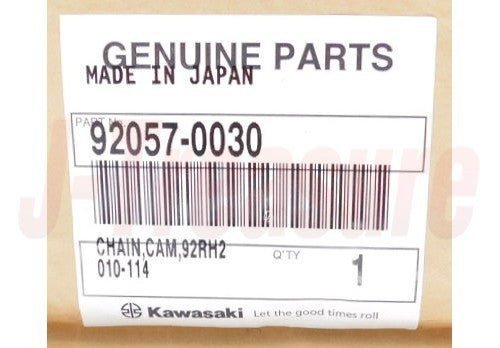 GENUINE PARTS
MADE IN JAPAN
PART No.
92057-0030
CHAIN,CAM,92RH2
010-114
Q'TY
1
Kawasaki Let the good times roll
J-Treasure